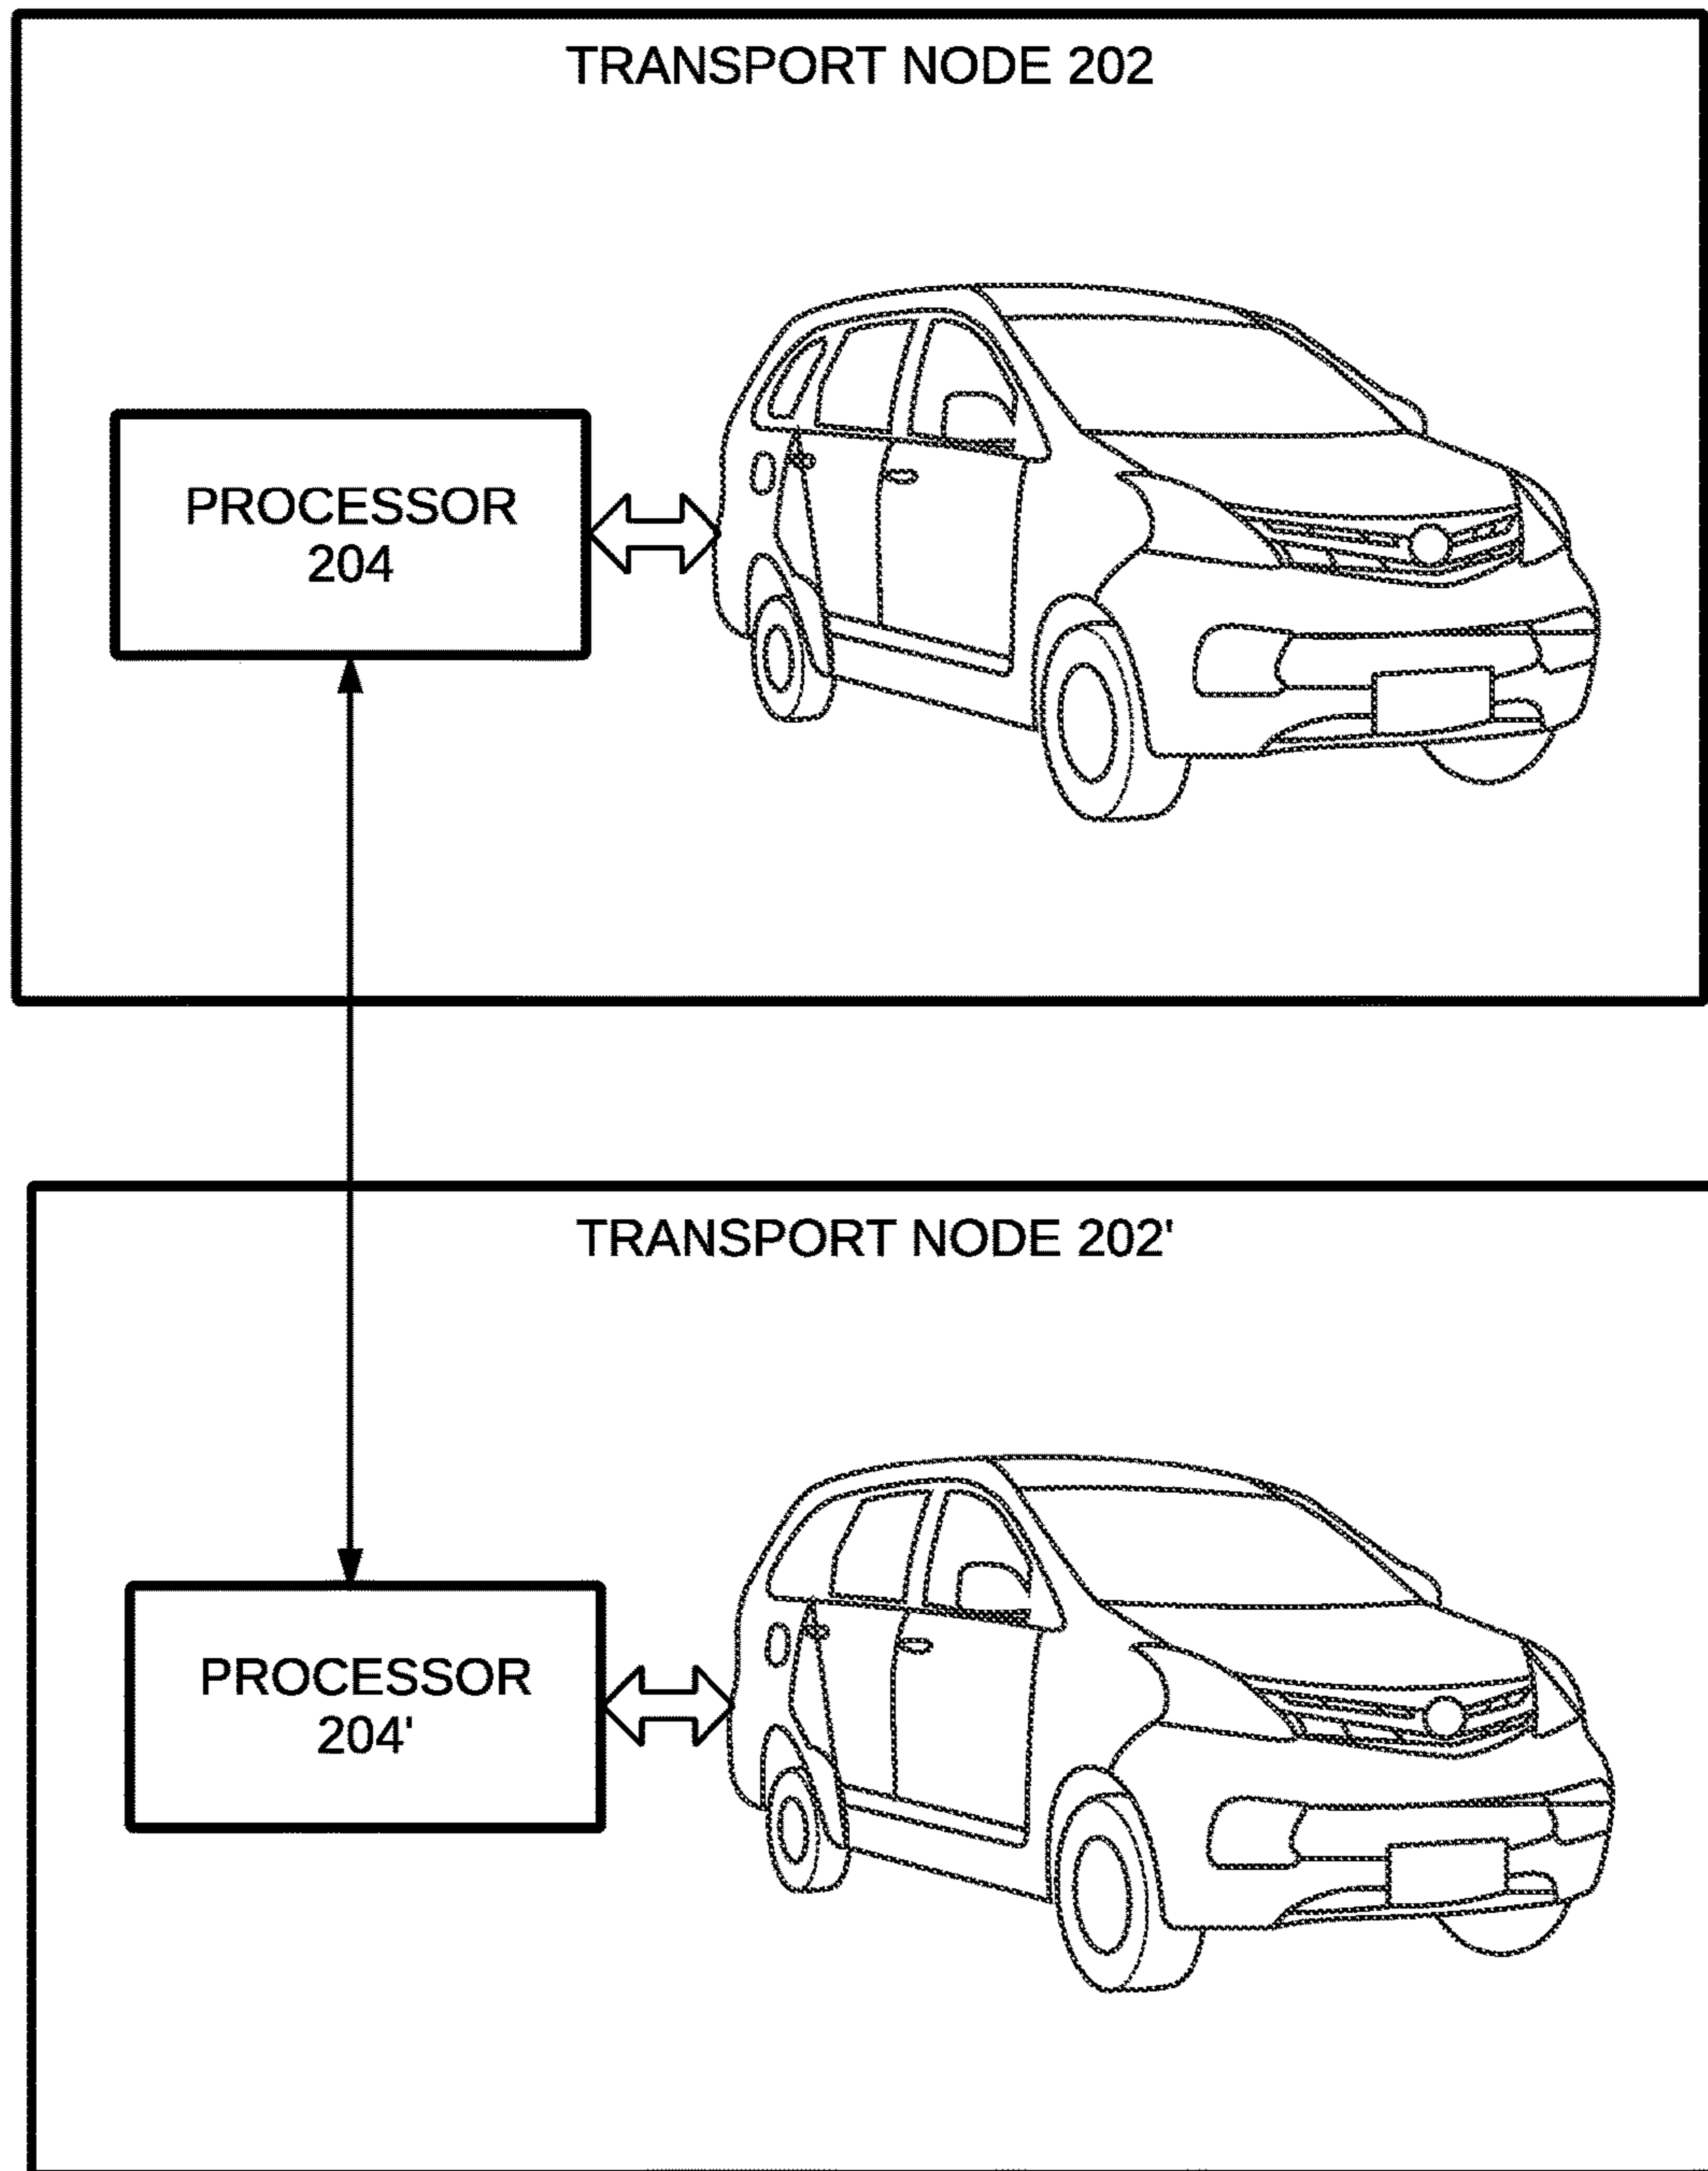 TRANSPORT NODE 202
PROCESSOR
204
TRANSPORT NODE 202'
PROCESSOR
204'